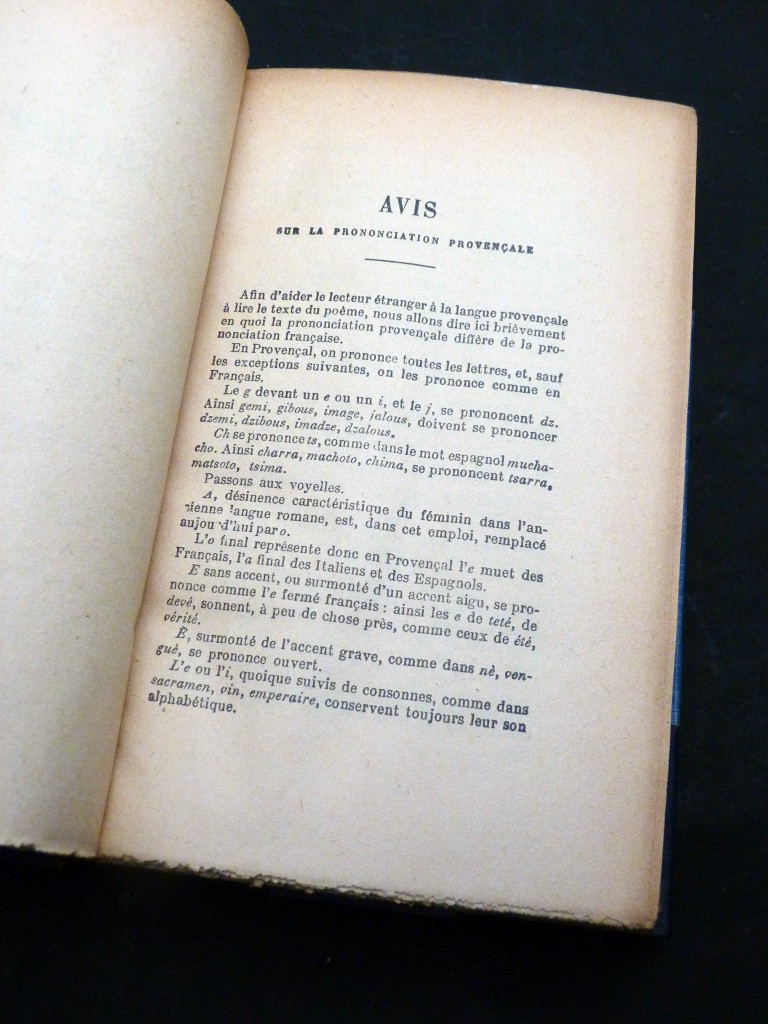 AVIS
SUR LA PRONONCIATION PROVENÇALE
Afin d'aider le lecteur étranger à la langue provençale
à lire le texte du poème, nous allons dire ici brièvement
en quoi la prononciation provençale diffère de la pro-
nonciation française.
En Provençal, on prononce toutes les lettres, et, sauf
les exceptions suivantes, on les prononce comme en
Français.
Le g devant un e ou un i, et le j, se prononcent dz.
Ainsi gemi, gibous, image, jalous, doivent se prononcer
dzemi, dzibous, imadze, dzalous.
Ch se prononce ts, comme dans le mot espagnol mucha-
cho. Ainsi charra, machoto, chima, se prononcent tsarra,
matsoto, tsima.
Passons aux voyelles.
A, désinence caractéristique du féminin dans l'an-
cienne langue romane, est, dans cet emploi, remplacé
aujourd'hui par o.
L'o final représente donc en Provençal l'e muet des
Français, l'a final des Italiens et des Espagnols.
E sans accent, ou surmonté d'un accent aigu, se pro-
nonce comme l'e fermé français : ainsi les e de teté, de
devé, sonnent, à peu de chose près, comme ceux de été,
vérité.
È, surmonté de l'accent grave, comme dans nè, ven-
guè, se prononce ouvert.
L'e ou l'i, quoique suivis de consonnes, comme dans
sacramen, vin, emperaire, conservent toujours leur son
alphabétique.